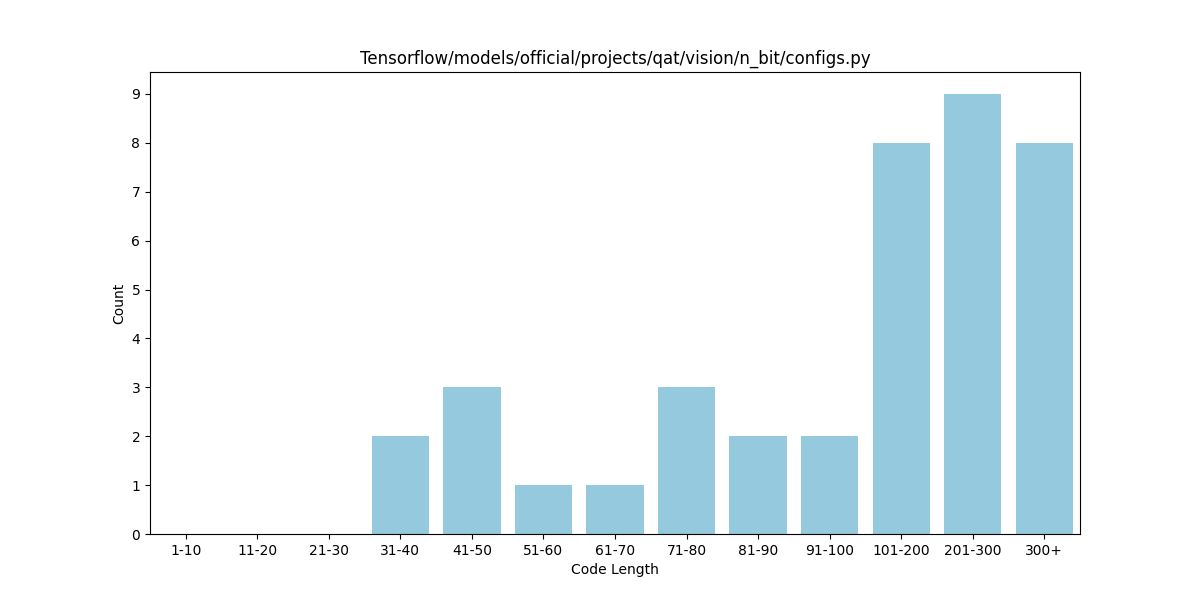 Tensorflow/models/official/projects/qat/vision/n_bit/configs.py
9
8
7
6
5
4
3
2
1
0
Count
1-10 11-20 21-30 31-40 41-50 51-60 61-70 71-80 81-90 91-100 101-200 201-300 300+
Code Length